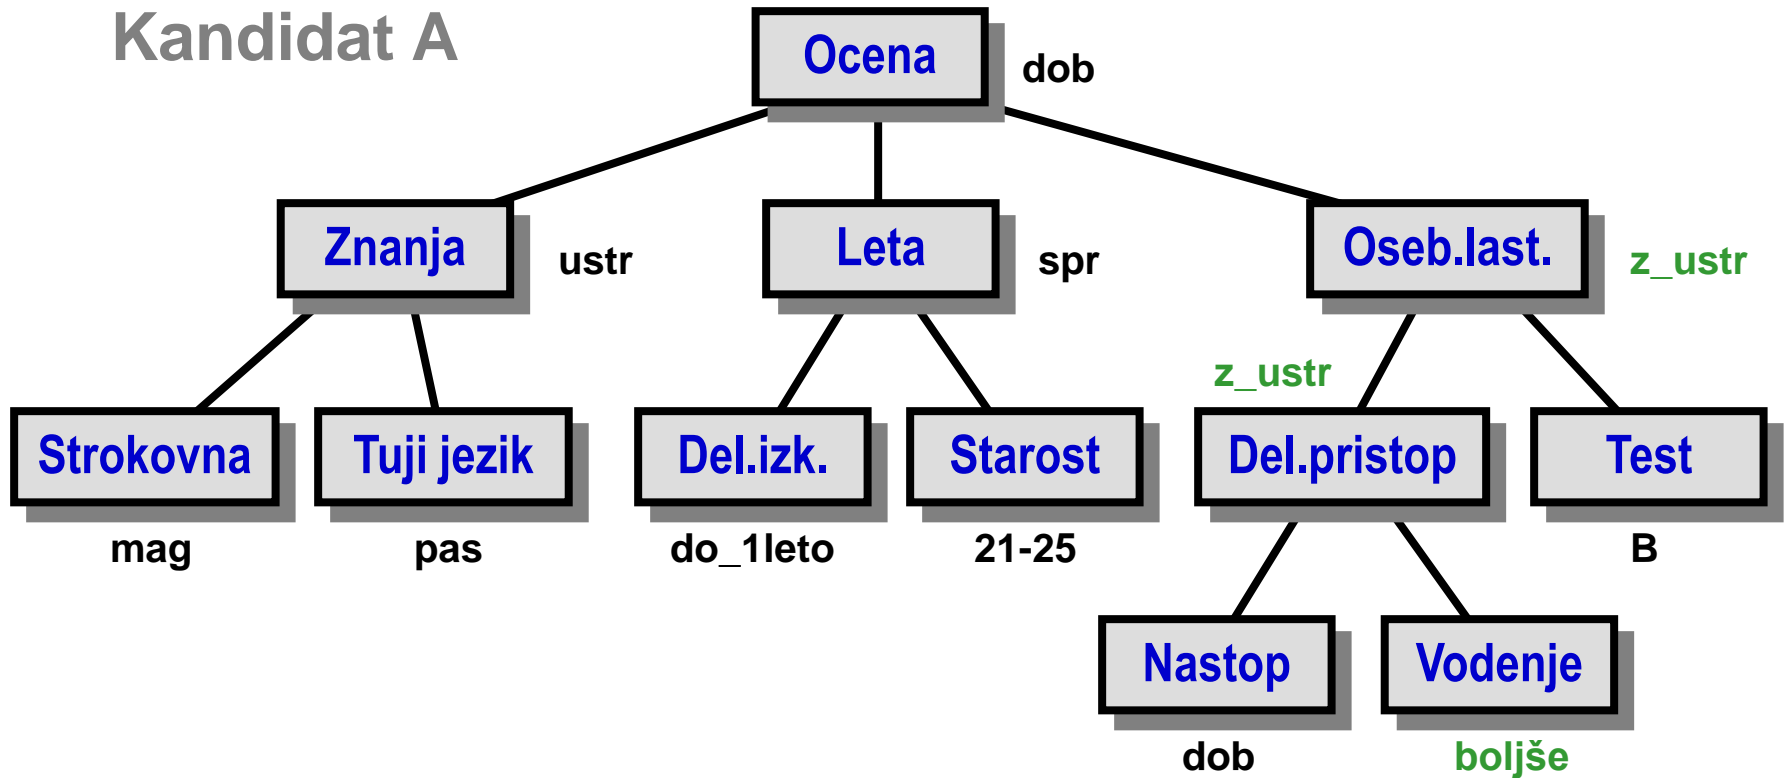 Kandidat A
Ocena
dob
Znanja
ustr
Leta
spr
Oseb.last.
z_ustr
z_ustr
Strokovna
Tuji jezik
Del.izk.
Starost
Del.pristop
Test
mag
pas
do_1leto
21-25
B
Nastop
Vodenje
dob
boljše